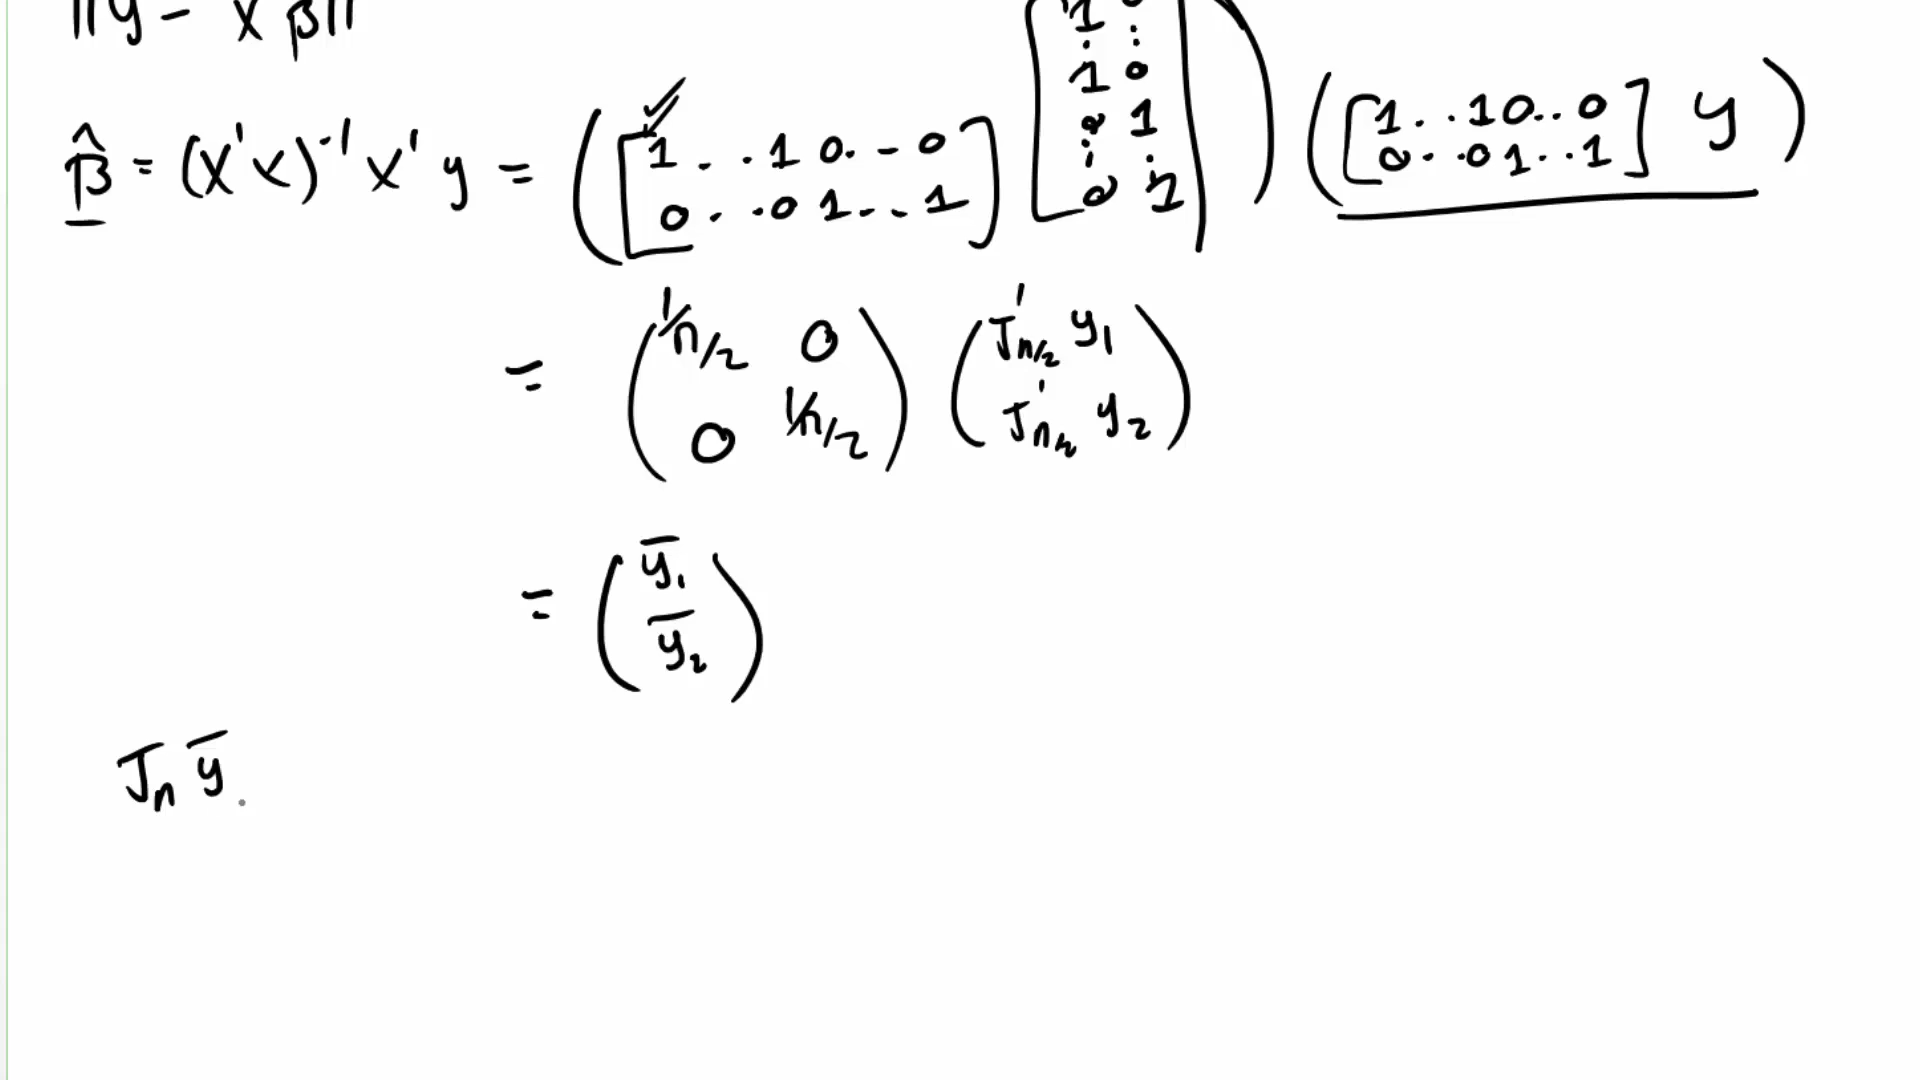 ||y - xβ||
β̂ = (x'x)⁻¹ x' y = ([1 . . 1 0 . - 0; 0 . . 0 1 . . 1] [1 0; : :; 1 0; 0 1; : :; 0 1]) ([1 . . 1 0 . . 0; 0 . . 0 1 . . 1] y)
= (1/n/2 0; 0 1/n/2) (J'n/2 y₁; J'n/2 y₂)
= (ȳ₁; ȳ₂)
Jn ȳ